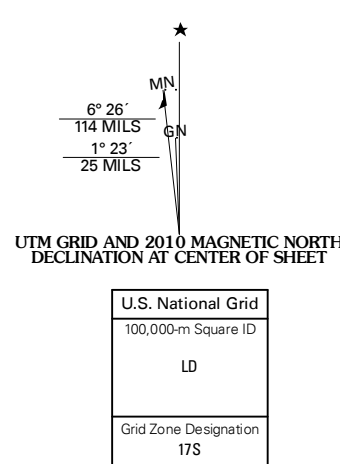 ★
MN
6° 26´
114 MILS
GN
1° 23´
25 MILS
UTM GRID AND 2010 MAGNETIC NORTH
DECLINATION AT CENTER OF SHEET
U.S. National Grid
100,000-m Square ID
LD
Grid Zone Designation
17S